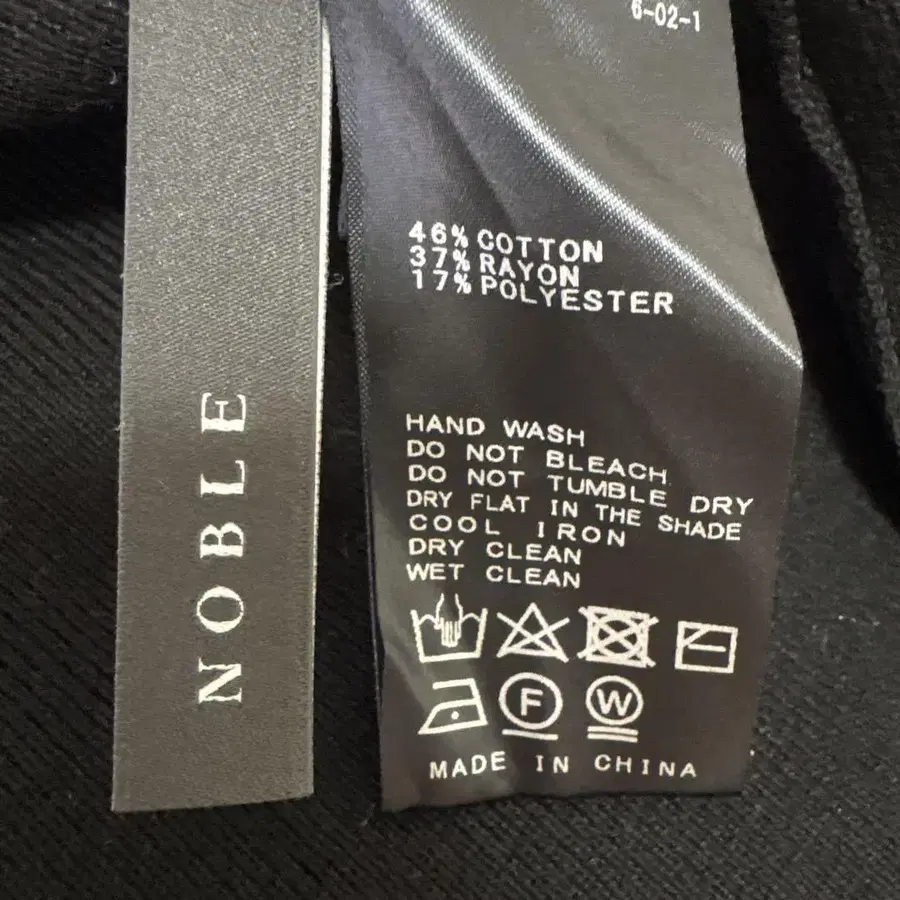 NOBLE
6-02-1
46% COTTON
37% RAYON
17% POLYESTER
HAND WASH
DO NOT BLEACH
DO NOT TUMBLE DRY
DRY FLAT IN THE SHADE
COOL IRON
DRY CLEAN
WET CLEAN
F W
MADE IN CHINA